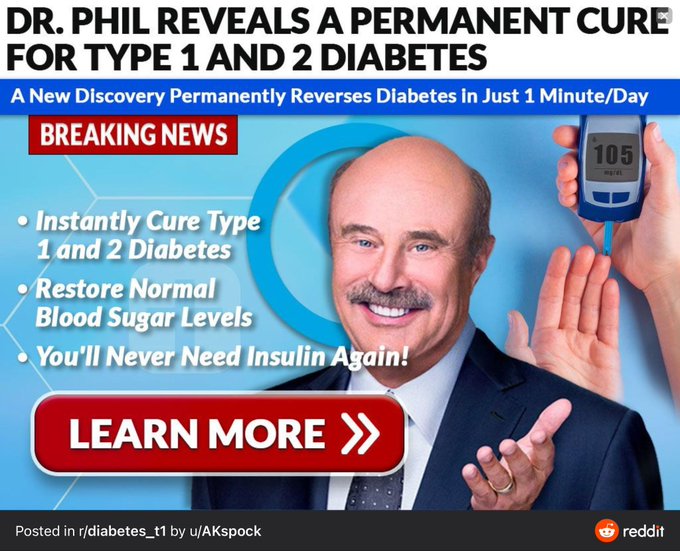 DR. PHIL REVEALS A PERMANENT CURE
FOR TYPE 1 AND 2 DIABETES
A New Discovery Permanently Reverses Diabetes in Just 1 Minute/Day
BREAKING NEWS
105
mg/dL
• Instantly Cure Type
1 and 2 Diabetes
• Restore Normal
Blood Sugar Levels
• You'll Never Need Insulin Again!
LEARN MORE »
Posted in r/diabetes_t1 by u/AKspock
reddit